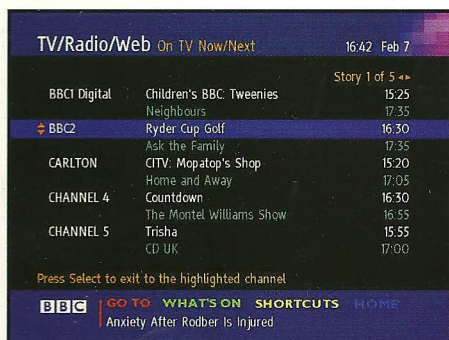 TV/Radio/Web On TV Now/Next 16:42 Feb 7
Story 1 of 5
BBC1 Digital Children's BBC: Tweenies 15:25
Neighbours 17:35
BBC2 Ryder Cup Golf 16:30
Ask the Family 17:35
CARLTON CITV: Mopatop's Shop 15:20
Home and Away 17:05
CHANNEL 4 Countdown 16:30
The Montel Williams Show 16:55
CHANNEL 5 Trisha 15:55
CD UK 17:00
Press Select to exit to the highlighted channel
BBC GO TO WHAT'S ON SHORTCUTS HOME
Anxiety After Rodber Is Injured